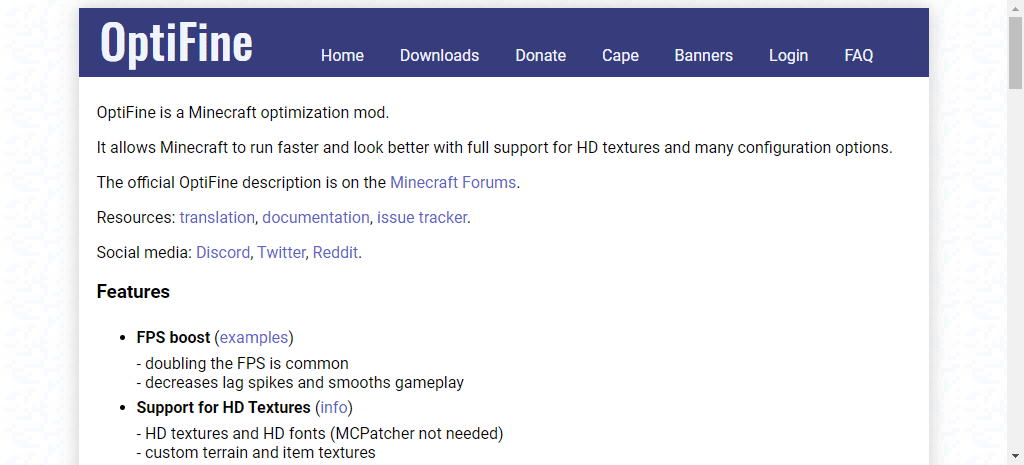 OptiFine
Home Downloads Donate Cape Banners Login FAQ
OptiFine is a Minecraft optimization mod.
It allows Minecraft to run faster and look better with full support for HD textures and many configuration options.
The official OptiFine description is on the Minecraft Forums.
Resources: translation, documentation, issue tracker.
Social media: Discord, Twitter, Reddit.
Features
• FPS boost (examples)
- doubling the FPS is common
- decreases lag spikes and smooths gameplay
• Support for HD Textures (info)
- HD textures and HD fonts (MCPatcher not needed)
- custom terrain and item textures